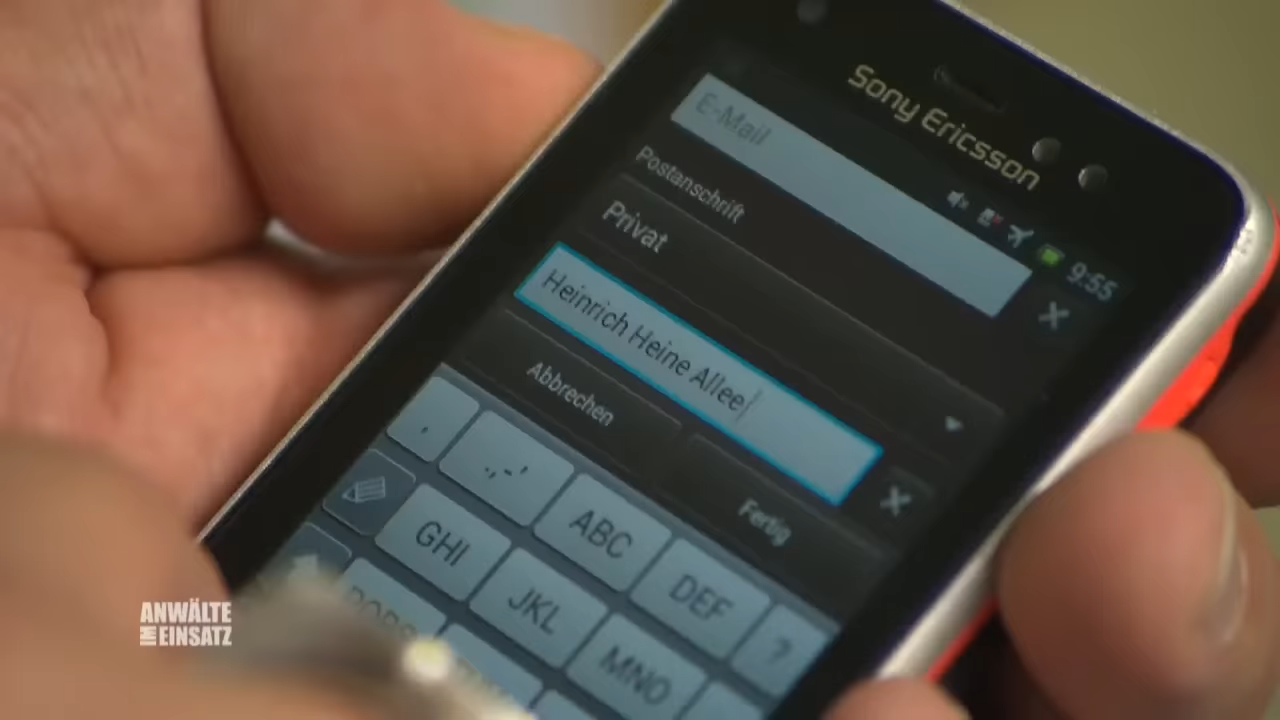 Sony Ericsson
9:55
E-Mail
Postanschrift
Privat
Heinrich Heine Allee
Abbrechen
Fertig
.,-'
ABC
DEF
?
GHI
JKL
MNO
ANWÄLTE
IM EINSATZ